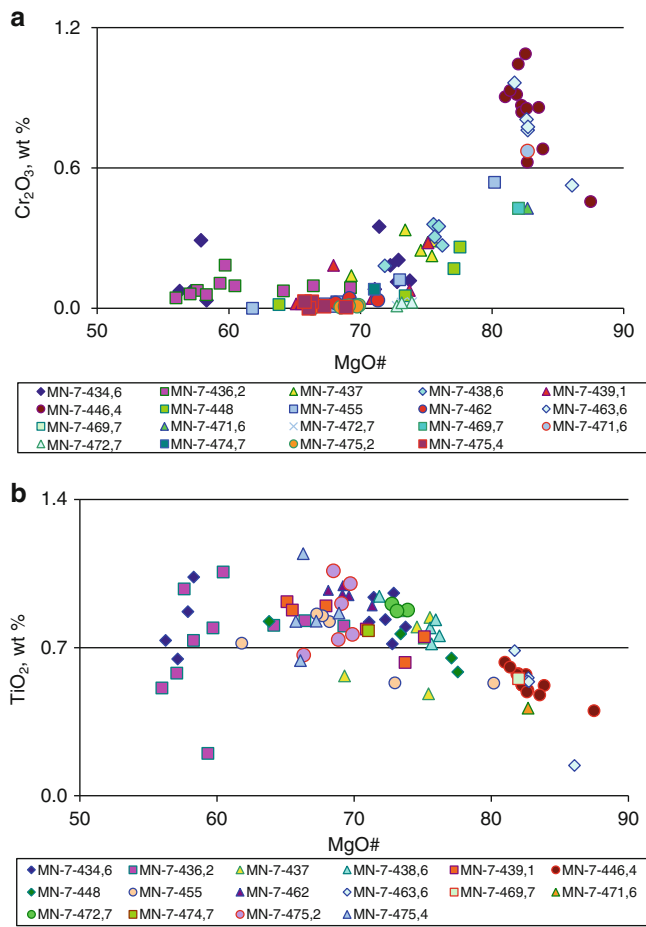 a
1.2
0.6
0.0
Cr₂O₃, wt %
50 60 70 80 90
MgO#
MN-7-434,6 MN-7-436,2 MN-7-437 MN-7-438,6 MN-7-439,1
MN-7-446,4 MN-7-448 MN-7-455 MN-7-462 MN-7-463,6
MN-7-469,7 MN-7-471,6 MN-7-472,7 MN-7-469,7 MN-7-471,6
MN-7-472,7 MN-7-474,7 MN-7-475,2 MN-7-475,4
b
1.4
0.7
0.0
TiO₂, wt %
50 60 70 80 90
MgO#
MN-7-434,6 MN-7-436,2 MN-7-437 MN-7-438,6 MN-7-439,1 MN-7-446,4
MN-7-448 MN-7-455 MN-7-462 MN-7-463,6 MN-7-469,7 MN-7-471,6
MN-7-472,7 MN-7-474,7 MN-7-475,2 MN-7-475,4